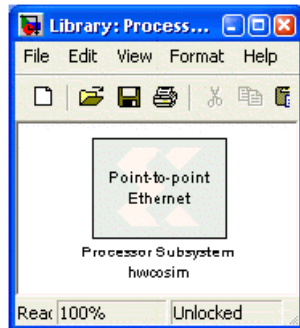 Library: Process...
File Edit View Format Help
Point-to-point
Ethernet
Processor Subsystem
hwcosim
Reac 100% Unlocked